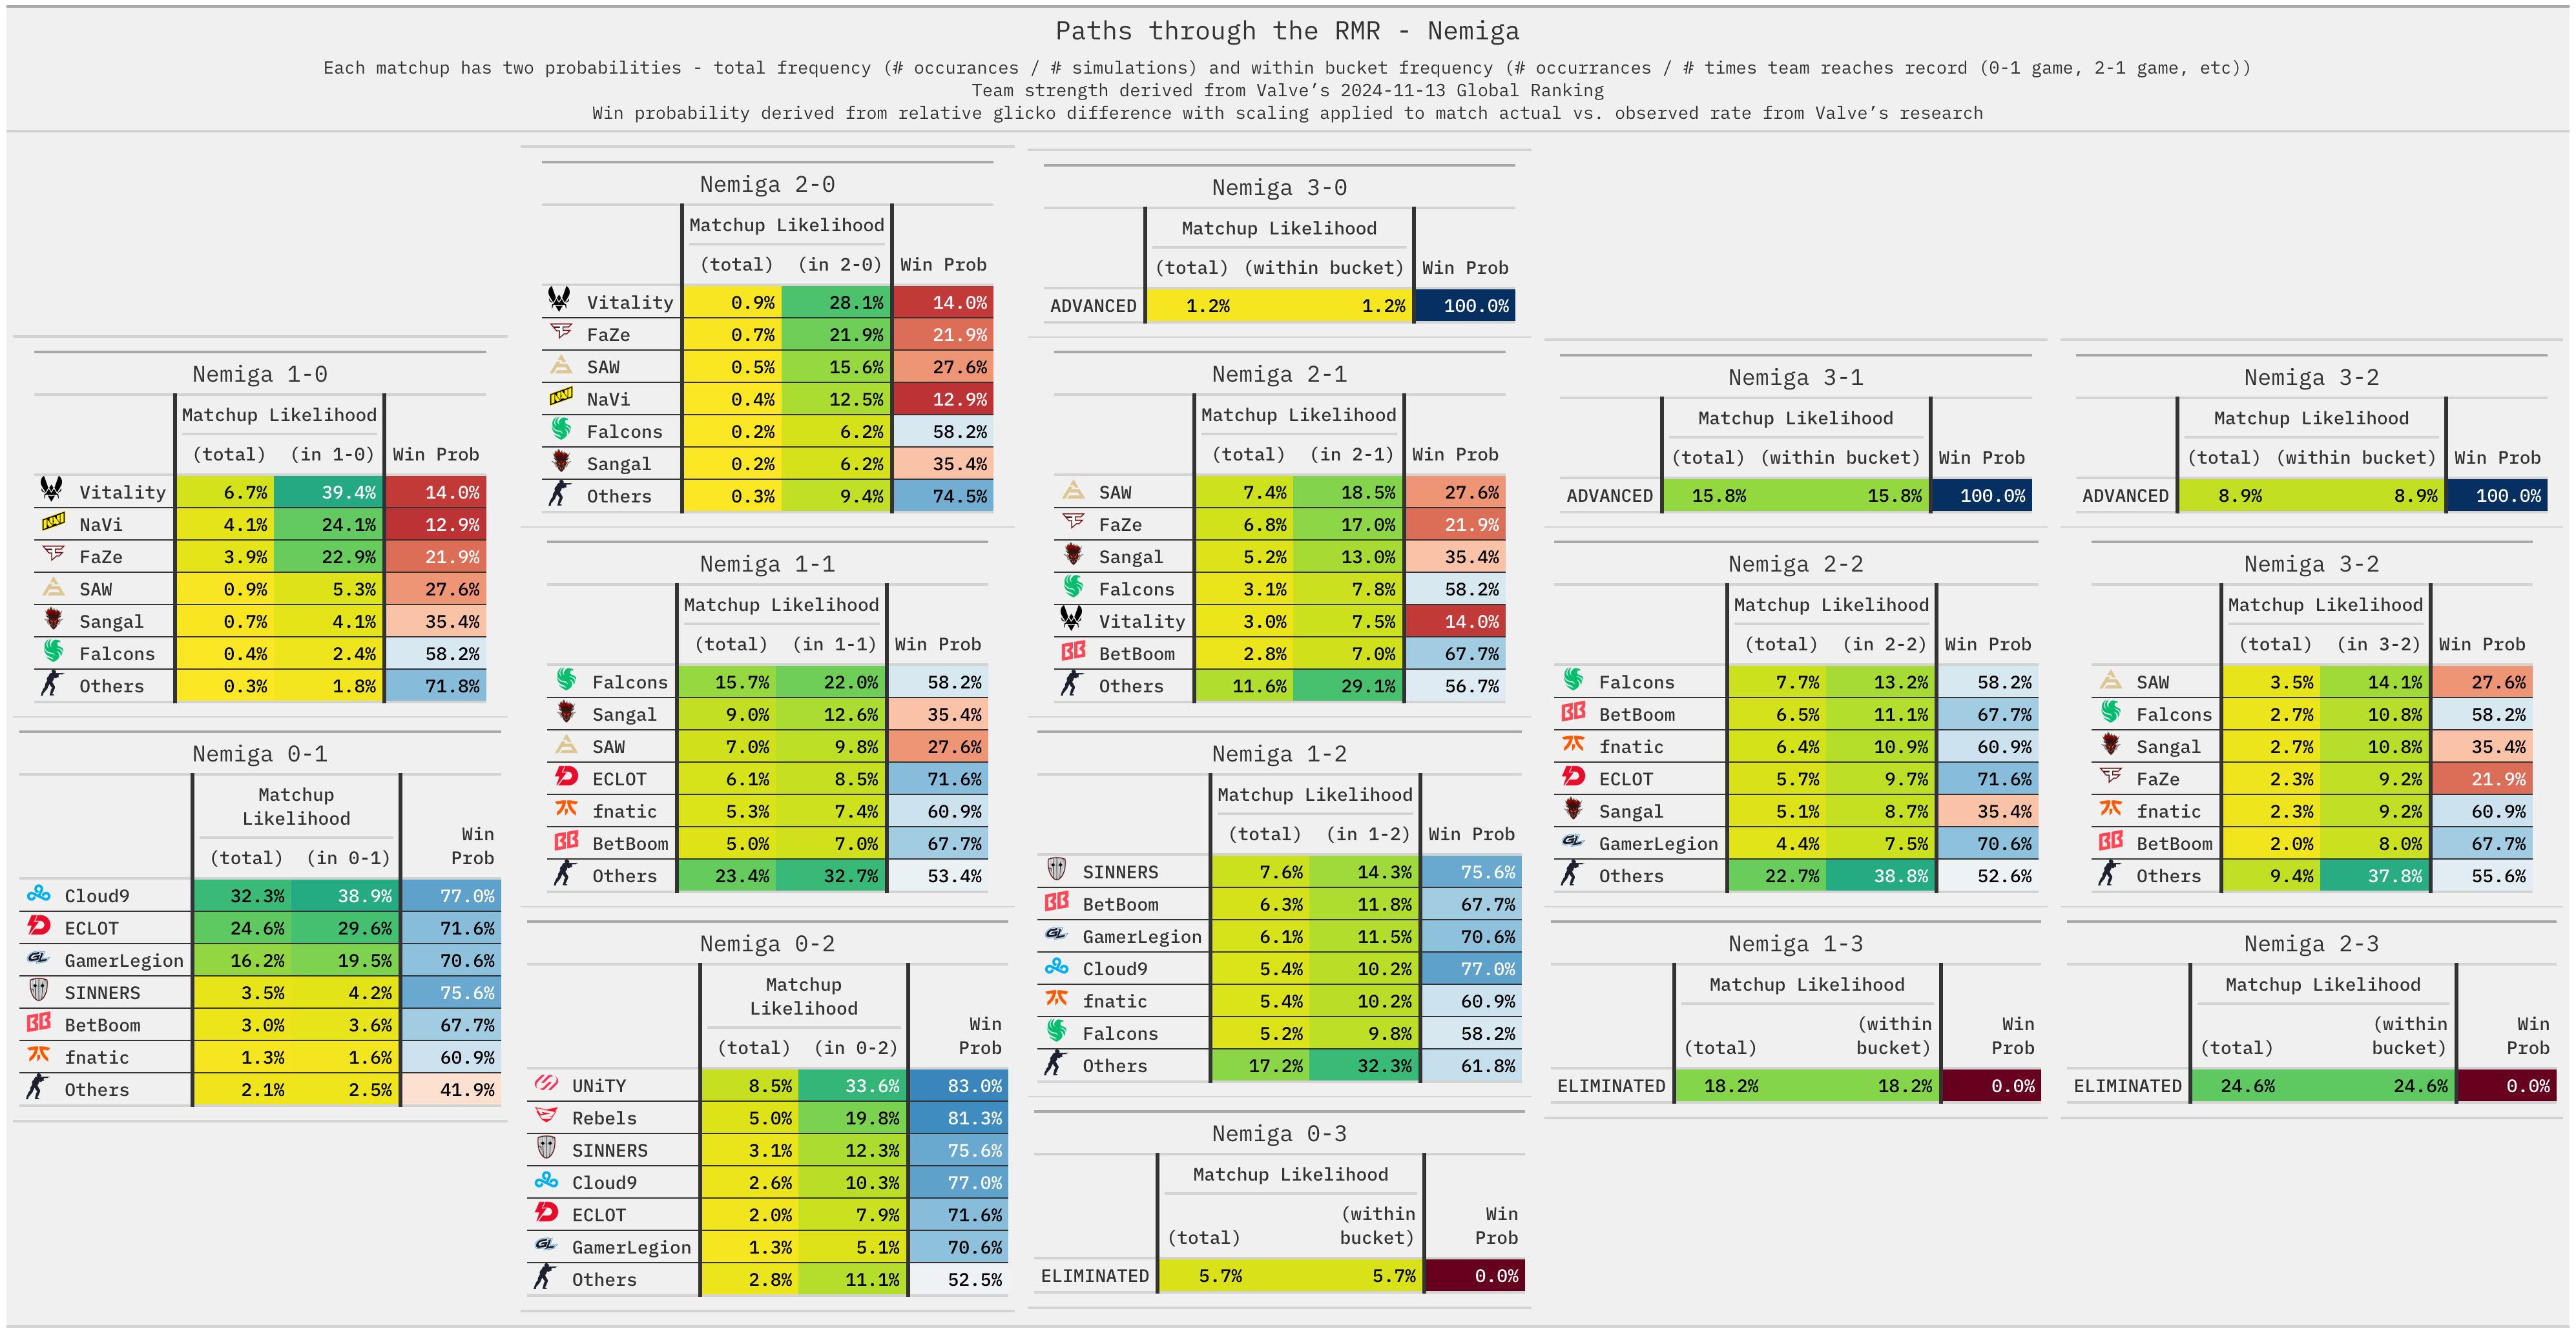 Paths through the RMR - Nemiga
Each matchup has two probabilities - total frequency (# occurances / # simulations) and within bucket frequency (# occurrances / # times team reaches record (0-1 game, 2-1 game, etc))
Team strength derived from Valve's 2024-11-13 Global Ranking
Win probability derived from relative glicko difference with scaling applied to match actual vs. observed rate from Valve's research
Nemiga 1-0
Matchup Likelihood
(total) (in 1-0) Win Prob
Vitality 6.7% 39.4% 14.0%
NaVi 4.1% 24.1% 12.9%
FaZe 3.9% 22.9% 21.9%
SAW 0.9% 5.3% 27.6%
Sangal 0.7% 4.1% 35.4%
Falcons 0.4% 2.4% 58.2%
Others 0.3% 1.8% 71.8%
Nemiga 0-1
Matchup
Likelihood
Win
Prob
(total) (in 0-1)
Cloud9 32.3% 38.9% 77.0%
ECLOT 24.6% 29.6% 71.6%
GamerLegion 16.2% 19.5% 70.6%
SINNERS 3.5% 4.2% 75.6%
BetBoom 3.0% 3.6% 67.7%
fnatic 1.3% 1.6% 60.9%
Others 2.1% 2.5% 41.9%
Nemiga 2-0
Matchup Likelihood
(total) (in 2-0) Win Prob
Vitality 0.9% 28.1% 14.0%
FaZe 0.7% 21.9% 21.9%
SAW 0.5% 15.6% 27.6%
NaVi 0.4% 12.5% 12.9%
Falcons 0.2% 6.2% 58.2%
Sangal 0.2% 6.2% 35.4%
Others 0.3% 9.4% 74.5%
Nemiga 1-1
Matchup Likelihood
(total) (in 1-1) Win Prob
Falcons 15.7% 22.0% 58.2%
Sangal 9.0% 12.6% 35.4%
SAW 7.0% 9.8% 27.6%
ECLOT 6.1% 8.5% 71.6%
fnatic 5.3% 7.4% 60.9%
BetBoom 5.0% 7.0% 67.7%
Others 23.4% 32.7% 53.4%
Nemiga 0-2
Matchup
Likelihood
Win
Prob
(total) (in 0-2)
UNiTY 8.5% 33.6% 83.0%
Rebels 5.0% 19.8% 81.3%
SINNERS 3.1% 12.3% 75.6%
Cloud9 2.6% 10.3% 77.0%
ECLOT 2.0% 7.9% 71.6%
GamerLegion 1.3% 5.1% 70.6%
Others 2.8% 11.1% 52.5%
Nemiga 3-0
Matchup Likelihood
(total) (within bucket) Win Prob
ADVANCED 1.2% 1.2% 100.0%
Nemiga 2-1
Matchup Likelihood
(total) (in 2-1) Win Prob
SAW 7.4% 18.5% 27.6%
FaZe 6.8% 17.0% 21.9%
Sangal 5.2% 13.0% 35.4%
Falcons 3.1% 7.8% 58.2%
Vitality 3.0% 7.5% 14.0%
BetBoom 2.8% 7.0% 67.7%
Others 11.6% 29.1% 56.7%
Nemiga 1-2
Matchup Likelihood
(total) (in 1-2) Win Prob
SINNERS 7.6% 14.3% 75.6%
BetBoom 6.3% 11.8% 67.7%
GamerLegion 6.1% 11.5% 70.6%
Cloud9 5.4% 10.2% 77.0%
fnatic 5.4% 10.2% 60.9%
Falcons 5.2% 9.8% 58.2%
Others 17.2% 32.3% 61.8%
Nemiga 0-3
Matchup Likelihood
(within
Win
(total) bucket) Prob
ELIMINATED 5.7% 5.7% 0.0%
Nemiga 3-1
Matchup Likelihood
(total) (within bucket) Win Prob
ADVANCED 15.8% 15.8% 100.0%
Nemiga 2-2
Matchup Likelihood
(total) (in 2-2) Win Prob
Falcons 7.7% 13.2% 58.2%
BetBoom 6.5% 11.1% 67.7%
fnatic 6.4% 10.9% 60.9%
ECLOT 5.7% 9.7% 71.6%
Sangal 5.1% 8.7% 35.4%
GamerLegion 4.4% 7.5% 70.6%
Others 22.7% 38.8% 52.6%
Nemiga 1-3
Matchup Likelihood
(within
Win
(total) bucket) Prob
ELIMINATED 18.2% 18.2% 0.0%
Nemiga 3-2
Matchup Likelihood
(total) (within bucket) Win Prob
ADVANCED 8.9% 8.9% 100.0%
Nemiga 3-2
Matchup Likelihood
(total) (in 3-2) Win Prob
SAW 3.5% 14.1% 27.6%
Falcons 2.7% 10.8% 58.2%
Sangal 2.7% 10.8% 35.4%
FaZe 2.3% 9.2% 21.9%
fnatic 2.3% 9.2% 60.9%
BetBoom 2.0% 8.0% 67.7%
Others 9.4% 37.8% 55.6%
Nemiga 2-3
Matchup Likelihood
(within
Win
(total) bucket) Prob
ELIMINATED 24.6% 24.6% 0.0%